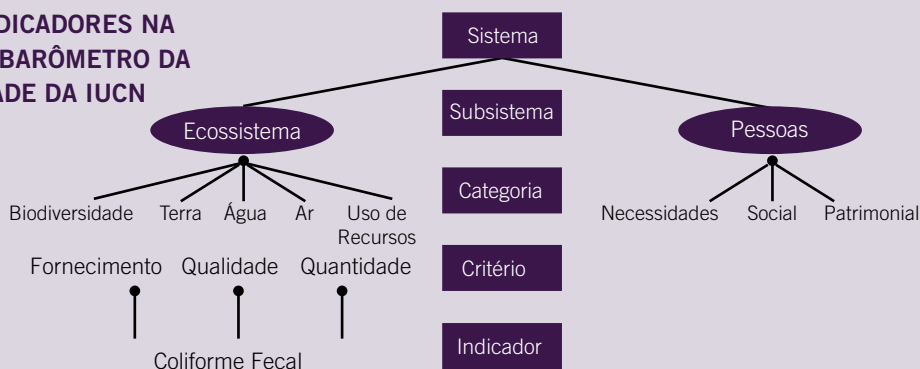 DICADORES NA
BARÔMETRO DA
ADE DA IUCN
Sistema
Subsistema
Ecossistema
Pessoas
Categoria
Biodiversidade Terra Água Ar Uso de
Recursos
Necessidades Social Patrimonial
Critério
Fornecimento Qualidade Quantidade
Indicador
Coliforme Fecal